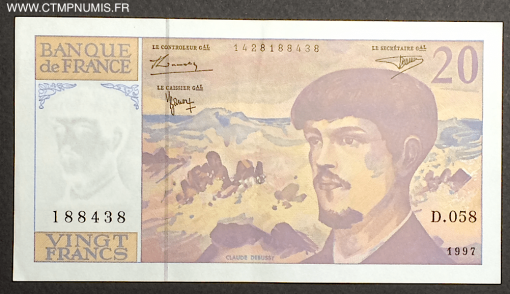 WWW.CTMPNUMIS.FR
BANQUE
de FRANCE
LE CONTROLEUR GAL
1428188438
LE SECRÉTAIRE GAL
20
LE CAISSIER GAL
188438
D.058
VINGT
FRANCS
1997
CLAUDE DEBUSSY